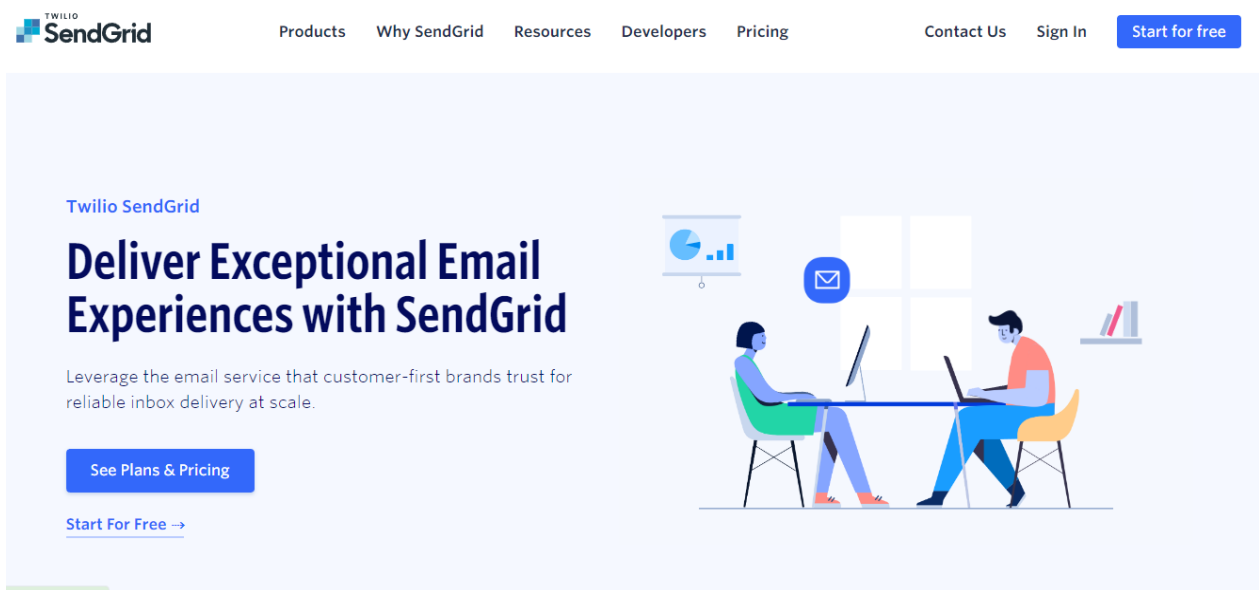 TWILIO
SendGrid
Products Why SendGrid Resources Developers Pricing Contact Us Sign In Start for free
Twilio SendGrid
Deliver Exceptional Email
Experiences with SendGrid
Leverage the email service that customer-first brands trust for
reliable inbox delivery at scale.
See Plans & Pricing
Start For Free →